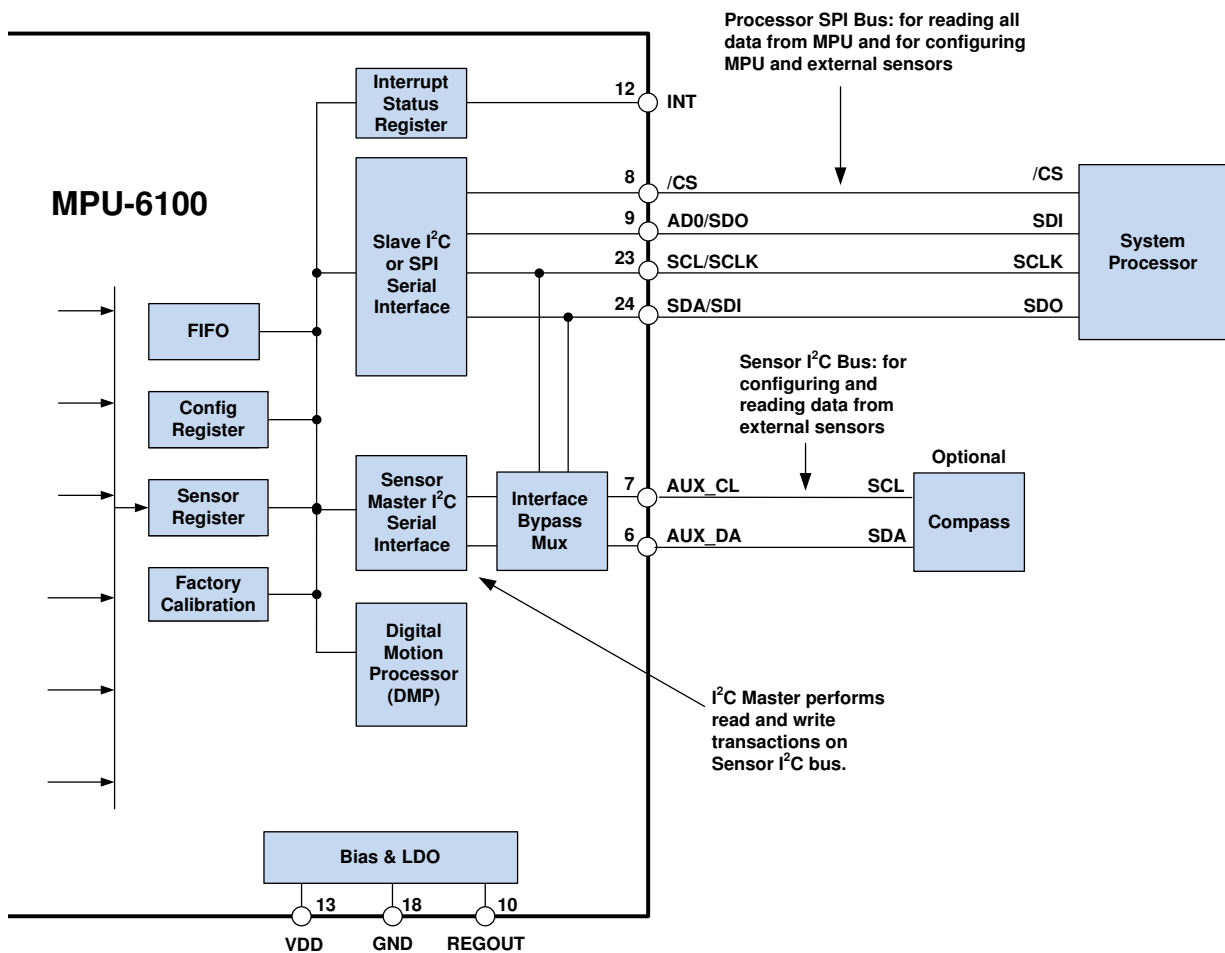 Processor SPI Bus: for reading all
data from MPU and for configuring
MPU and external sensors
MPU-6100
Interrupt
Status
Register
12
INT
Slave I²C
or SPI
Serial
Interface
8
/CS
/CS
9
AD0/SDO
SDI
23
SCL/SCLK
SCLK
24
SDA/SDI
SDO
System
Processor
FIFO
Config
Register
Sensor
Register
Factory
Calibration
Sensor I²C Bus: for
configuring and
reading data from
external sensors
Sensor
Master I²C
Serial
Interface
Interface
Bypass
Mux
7
AUX_CL
SCL
6
AUX_DA
SDA
Optional
Compass
Digital
Motion
Processor
(DMP)
I²C Master performs
read and write
transactions on
Sensor I²C bus.
Bias & LDO
13
18
10
VDD
GND
REGOUT